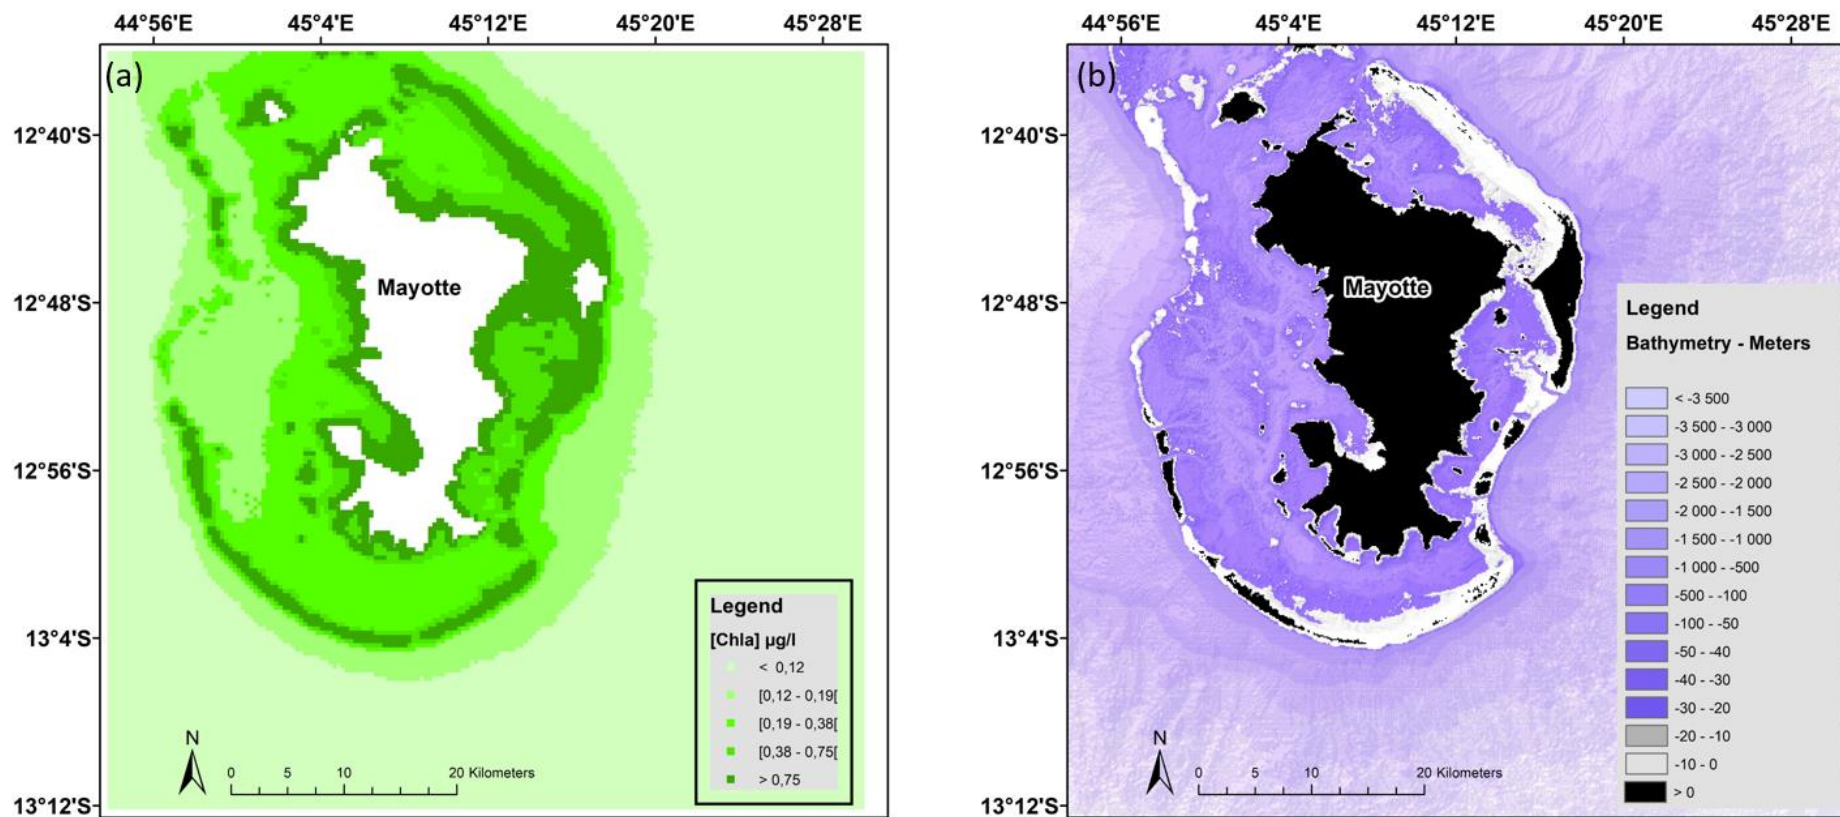 44°56'E 45°4'E 45°12'E 45°20'E 45°28'E
(a)
12°40'S
12°48'S
12°56'S
13°4'S
13°12'S
Mayotte
N
0 5 10 20 Kilometers
Legend
[Chla] µg/l
< 0,12
[0,12 - 0,19[
[0,19 - 0,38[
[0,38 - 0,75[
> 0,75
44°56'E 45°4'E 45°12'E 45°20'E 45°28'E
(b)
12°40'S
12°48'S
12°56'S
13°4'S
13°12'S
Mayotte
N
0 5 10 20 Kilometers
Legend
Bathymetry - Meters
< -3 500
-3 500 - -3 000
-3 000 - -2 500
-2 500 - -2 000
-2 000 - -1 500
-1 500 - -1 000
-1 000 - -500
-500 - -100
-100 - -50
-50 - -40
-40 - -30
-30 - -20
-20 - -10
-10 - 0
> 0